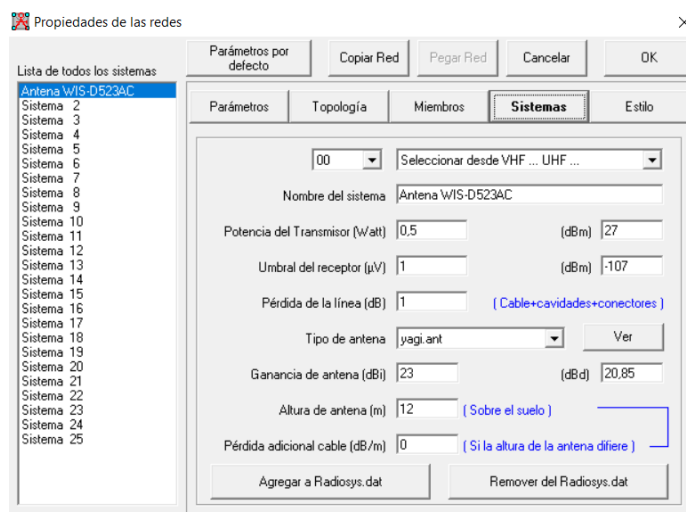 Propiedades de las redes
Lista de todos los sistemas
Antena WIS-D523AC
Sistema 2
Sistema 3
Sistema 4
Sistema 5
Sistema 6
Sistema 7
Sistema 8
Sistema 9
Sistema 10
Sistema 11
Sistema 12
Sistema 13
Sistema 14
Sistema 15
Sistema 16
Sistema 17
Sistema 18
Sistema 19
Sistema 20
Sistema 21
Sistema 22
Sistema 23
Sistema 24
Sistema 25
Parámetros por
defecto
Copiar Red
Pegar Red
Cancelar
OK
Parámetros
Topología
Miembros
Sistemas
Estilo
00 Seleccionar desde VHF ... UHF ...
Nombre del sistema Antena WIS-D523AC
Potencia del Transmisor (Watt) 0,5 (dBm) 27
Umbral del receptor (µV) 1 (dBm) -107
Pérdida de la línea (dB) 1 ( Cable+cavidades+conectores )
Tipo de antena yagi.ant Ver
Ganancia de antena (dBi) 23 (dBd) 20,85
Altura de antena (m) 12 ( Sobre el suelo )
Pérdida adicional cable (dB/m) 0 ( Si la altura de la antena difiere )
Agregar a Radiosys.dat
Remover del Radiosys.dat